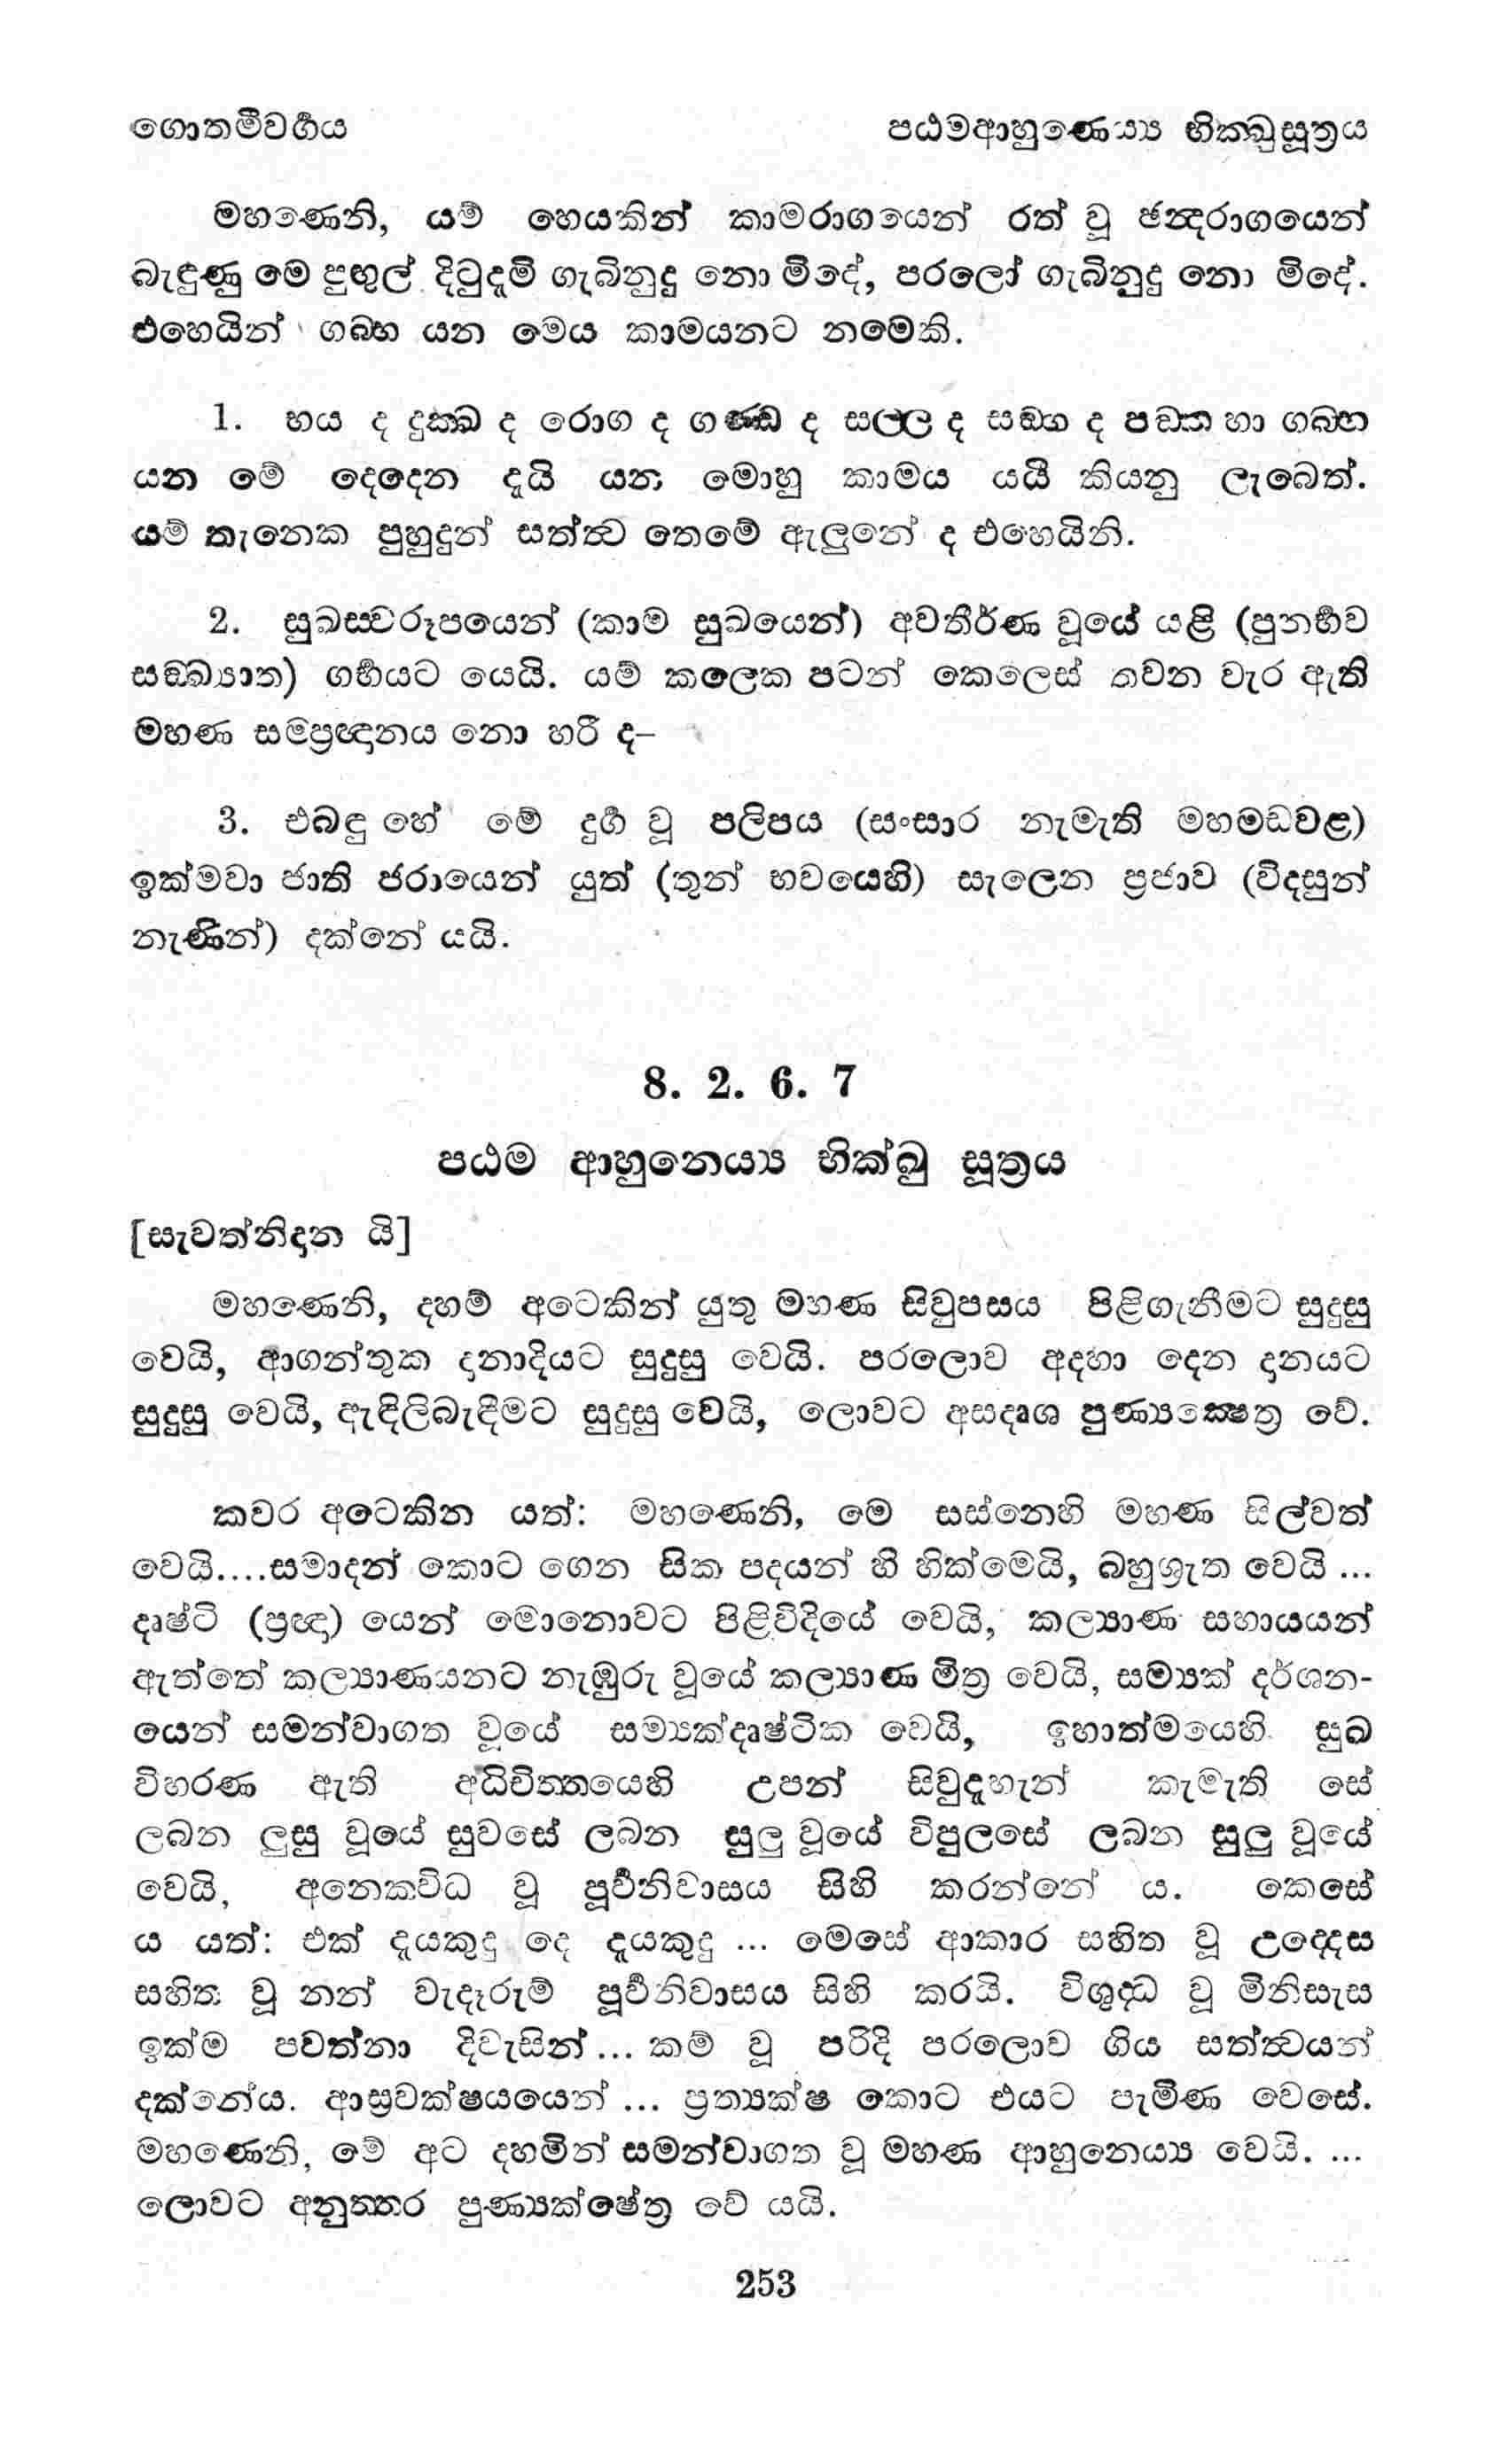 ගොතමීවර්‍ගය පඨමආහුණෙය්‍ය භික්‍ඛුසූත්‍රය
මහණෙනි, යම් හෙයකින් කාමරාගයෙන් රත් වූ ඡන්‍දරාගයෙන්
බැඳුණු මෙ පුඟුල් දිටුදැමි ගැබිනුදු නො මිදේ, පරලෝ ගැබිනුදු නො මිදේ.
එහෙයින් ගබ්භ යන මෙය කාමයනට නමෙකි.
1. භය ද දුක්ඛ ද රොග ද ගණ්ඩ ද සල්ල ද සඞ්ග ද පඞ්ක හා ගබ්භ
යන මේ දෙදෙන දැයි යන මොහු කාමය යයි කියනු ලැබෙත්.
යම් තැනෙක පුහුදුන් සත්ත්‍ව තෙමේ ඇලුනේ ද එහෙයිනි.
2. සුඛස්වරූපයෙන් (කාම සුඛයෙන්) අවතීර්ණ වූයේ යළි (පුනර්‍භව
සඞ්ඛ්‍යාත) ගර්‍භයට යෙයි. යම් කලෙක පටන් කෙලෙස් තවන වැර ඇති
මහණ සම්ප්‍රඥානය නො හරී ද–
3. එබඳු හේ මේ දුර්‍ග වූ පලිපය (සංසාර නැමැති මහමඩවළ)
ඉක්මවා ජාති ජරායෙන් යුත් (තුන් භවයෙහි) සැලෙන ප්‍රජාව (විදසුන්
නැණින්) දක්නේ යයි.
8. 2. 6. 7
පඨම ආහුනෙය්‍ය භික්ඛු සූත්‍රය
[සැවත්නිදාන යි]
මහණෙනි, දහම් අටෙකින් යුතු මහණ සිවුපසය පිළිගැනීමට සුදුසු
වෙයි, ආගන්තුක දානාදියට සුදුසු වෙයි. පරලොව අදහා දෙන දානයට
සුදුසු වෙයි, ඇඳිලිබැඳීමට සුදුසු වෙයි, ලොවට අසදෘශ පුණ්‍යක්‍ෂෙත්‍ර වේ.
කවර අටෙකින යත්: මහණෙනි, මෙ සස්නෙහි මහණ සිල්වත්
වෙයි....සමාදන් කොට ගෙන සික පදයන් හි හික්මෙයි, බහුශ්‍රුත වෙයි ...
දෘෂ්ටි (ප්‍රඥා) යෙන් මොනොවට පිළිවිදියේ වෙයි, කල්‍යාණ සහායයන්
ඇත්තේ කල්‍යාණයනට නැඹුරු වූයේ කල්‍යාණ මිත්‍ර වෙයි, සම්‍යක් දර්ශන-
යෙන් සමන්වාගත වූයේ සම්‍යක්දෘෂ්ටික වෙයි, ඉහාත්මයෙහි සුඛ
විහරණ ඇති අධිචිත්තයෙහි උපන් සිවුදැහැන් කැමැති සේ
ලබන ලුසු වූයේ සුවසේ ලබන සුලු වූයේ විපුලසේ ලබන සුලු වූයේ
වෙයි, අනෙකවිධ වූ පූර්‍වනිවාසය සිහි කරන්නේ ය. කෙසේ
ය යත්: එක් දැයකුදු දෙ දැයකුදු ... මෙසේ ආකාර සහිත වූ උද්දෙස
සහිත වූ නන් වැදෑරුම් පූර්‍වනිවාසය සිහි කරයි. විශුද්ධ වූ මිනිසැස
ඉක්ම පවත්නා දිවැසින් ... කම් වූ පරිදි පරලොව ගිය සත්ත්‍වයන්
දක්නේය. ආස්‍රවක්ෂයයෙන් ... ප්‍රත්‍යක්ෂ කොට එයට පැමිණ වෙසේ.
මහණෙනි, මේ අට දහමින් සමන්වාගත වූ මහණ ආහුනෙය්‍ය වෙයි. ...
ලොවට අනුත්තර පුණ්‍යක්ෂේත්‍ර වේ යයි.
253